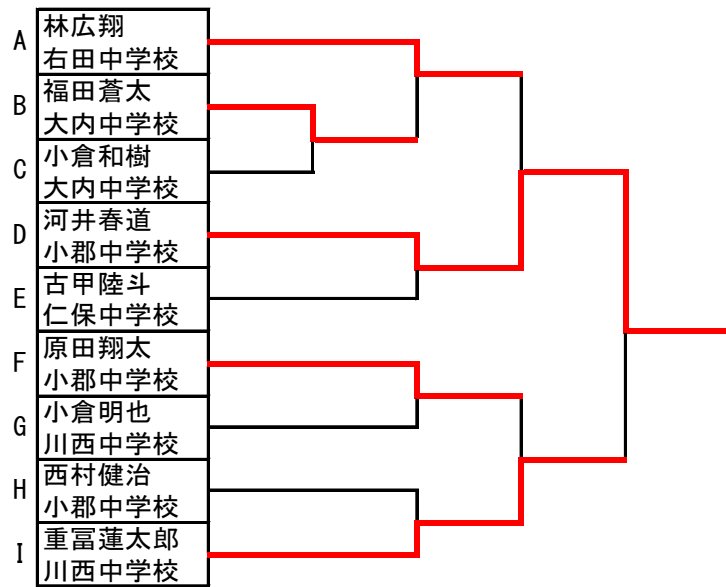 A
林広翔
右田中学校
B
福田蒼太
大内中学校
C
小倉和樹
大内中学校
D
河井春道
小郡中学校
E
古甲陸斗
仁保中学校
F
原田翔太
小郡中学校
G
小倉明也
川西中学校
H
西村健治
小郡中学校
I
重冨蓮太郎
川西中学校